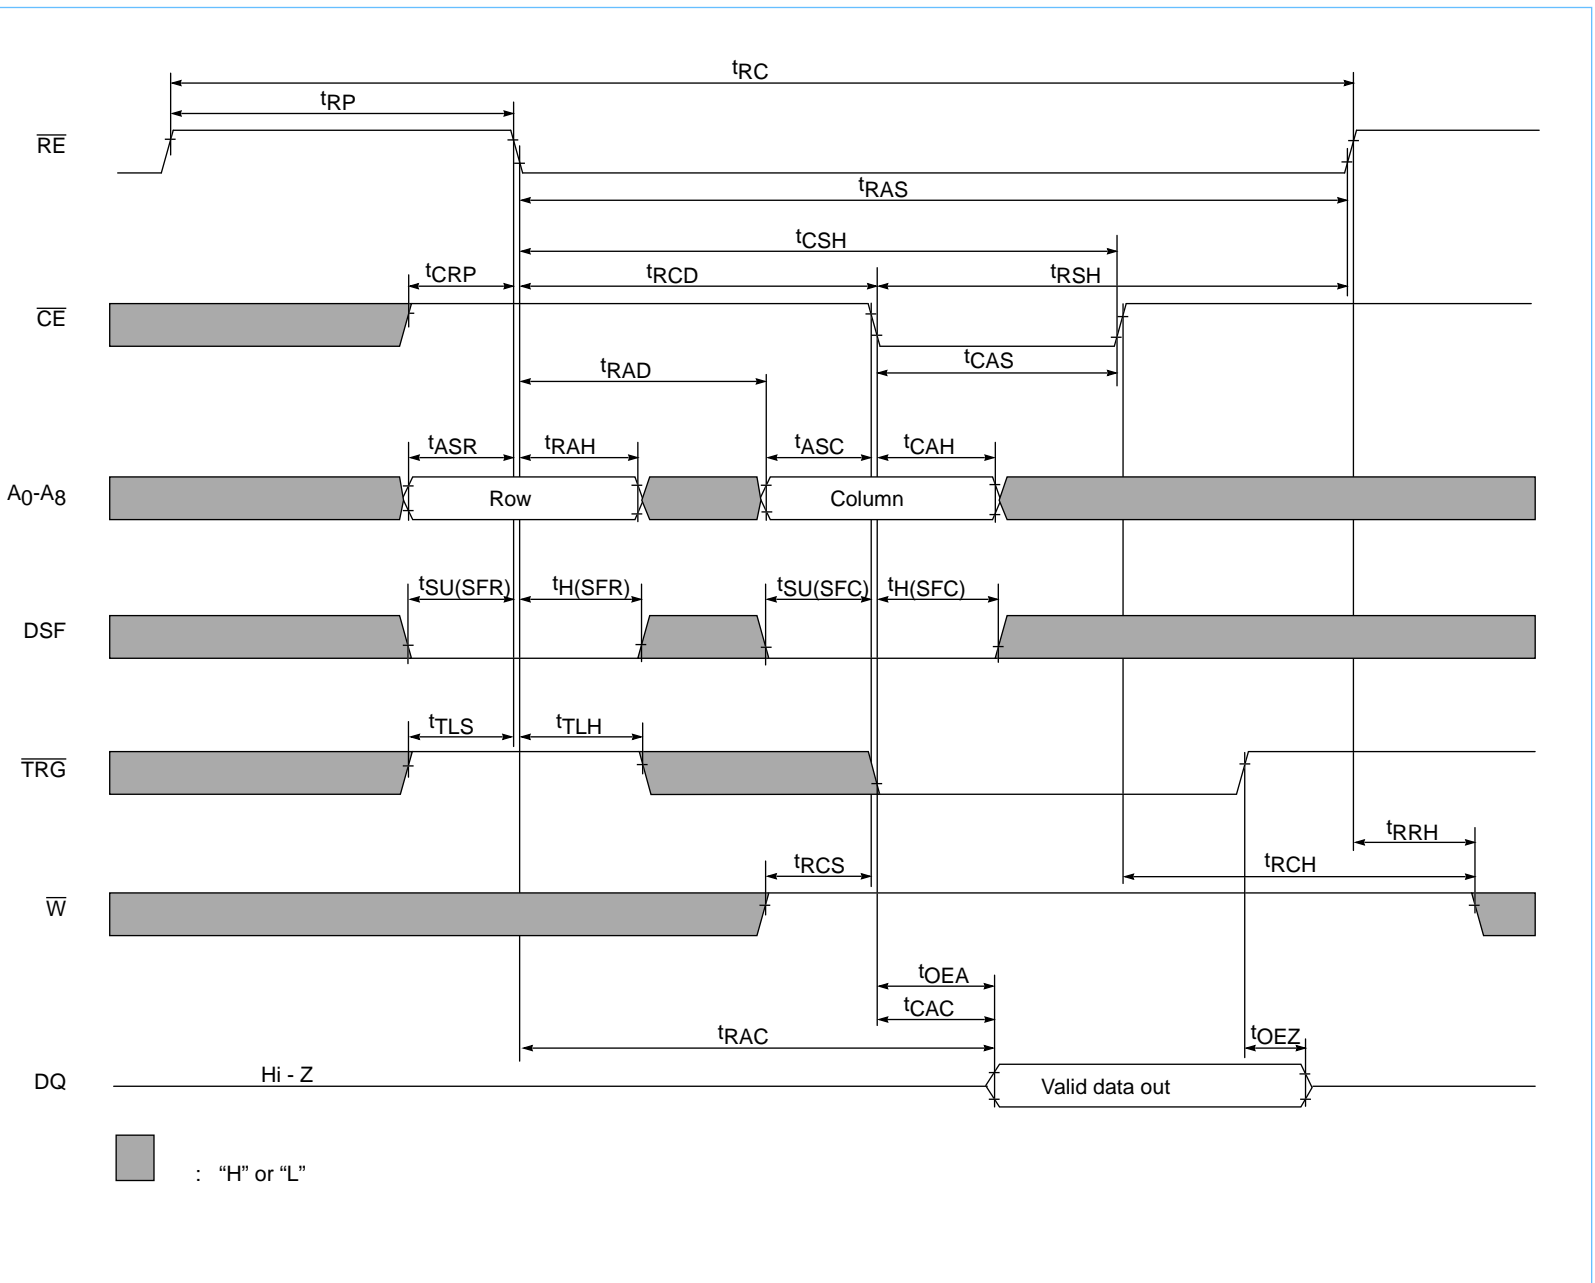 tRC
tRP
RE
tRAS
tCSH
tCRP tRCD tRSH
CE
tCAS
tRAD
tASR tRAH tASC tCAH
A0-A8 Row Column
tSU(SFR) tH(SFR) tSU(SFC) tH(SFC)
DSF
tTLS tTLH
TRG
tRRH
tRCS tRCH
W
tOEA
tCAC
tRAC tOEZ
Hi - Z
DQ Valid data out
: “H” or “L”